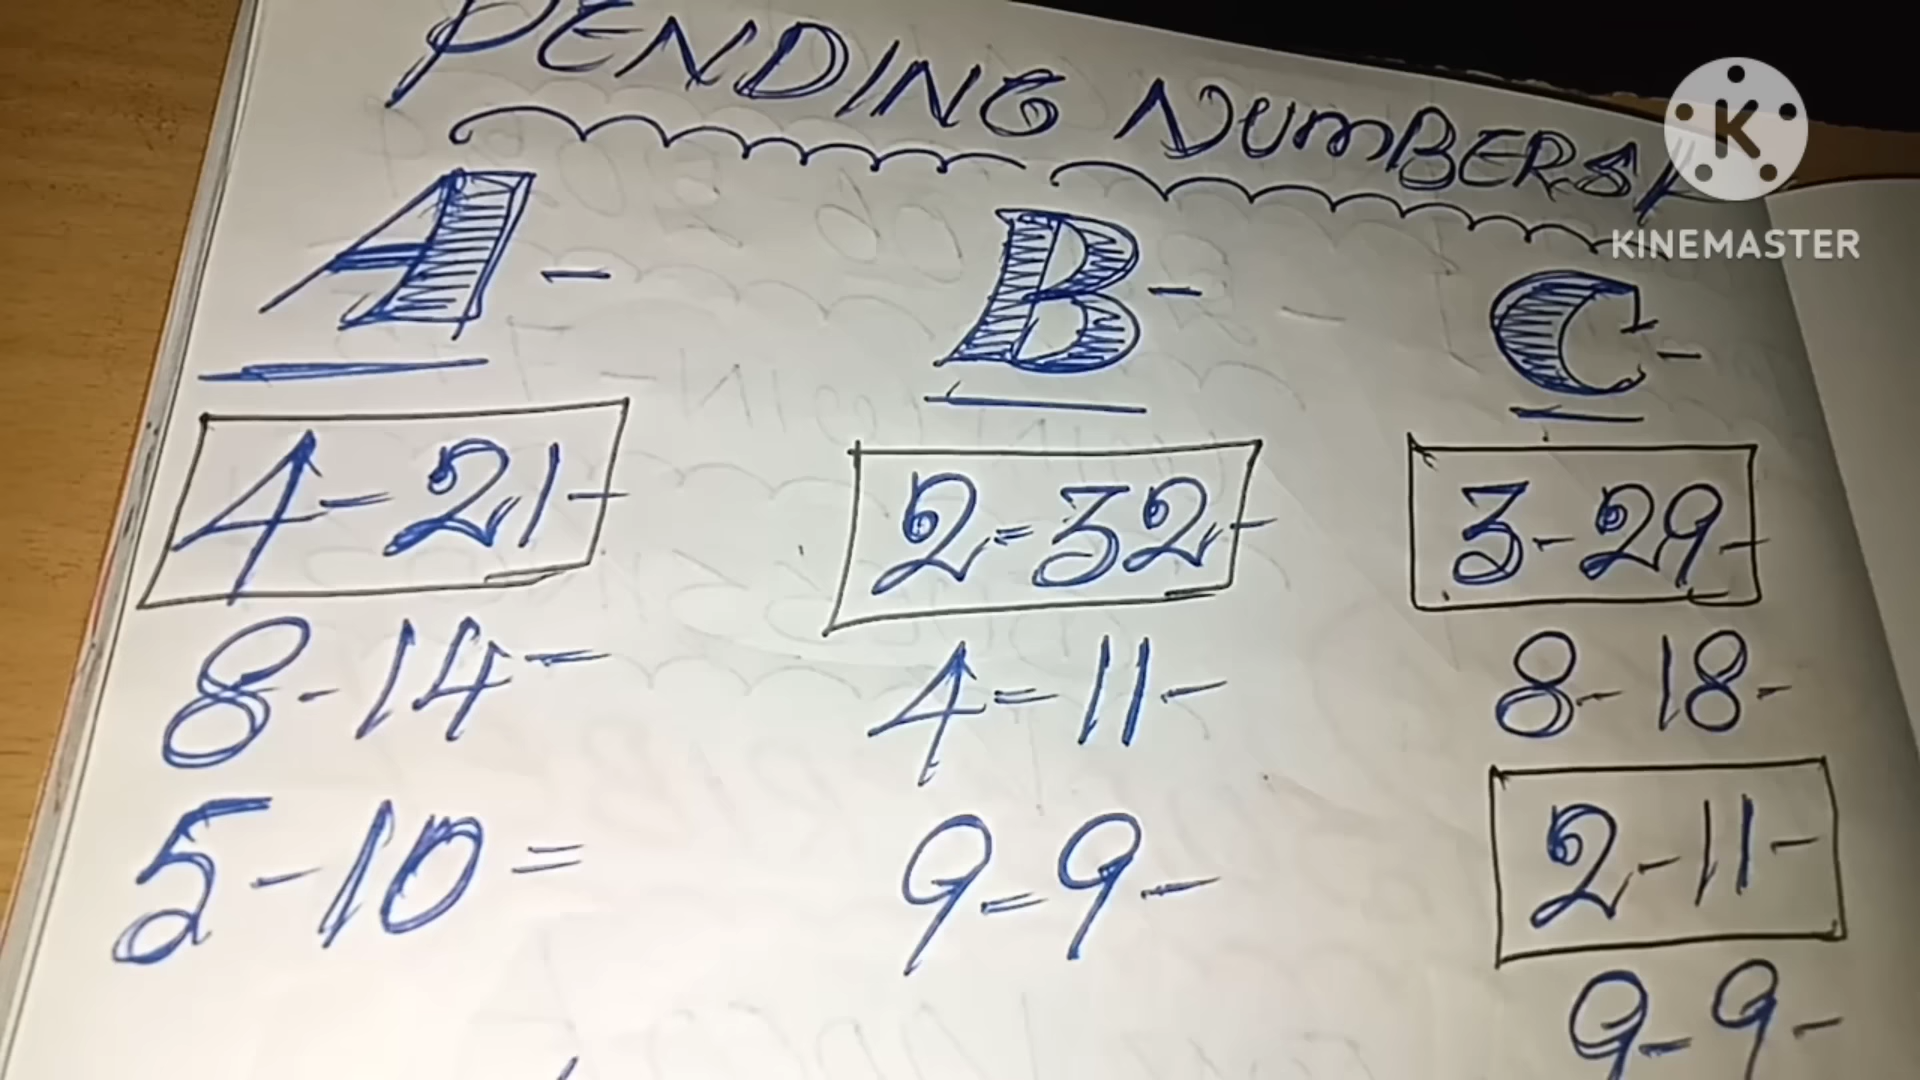 PENDING NUMBERS
K
KINEMASTER
A - B - C -
4-21- 2=32- 3-29-
8-14- 4=11- 8-18-
5-10= 9=9- 2-11-
9-9-